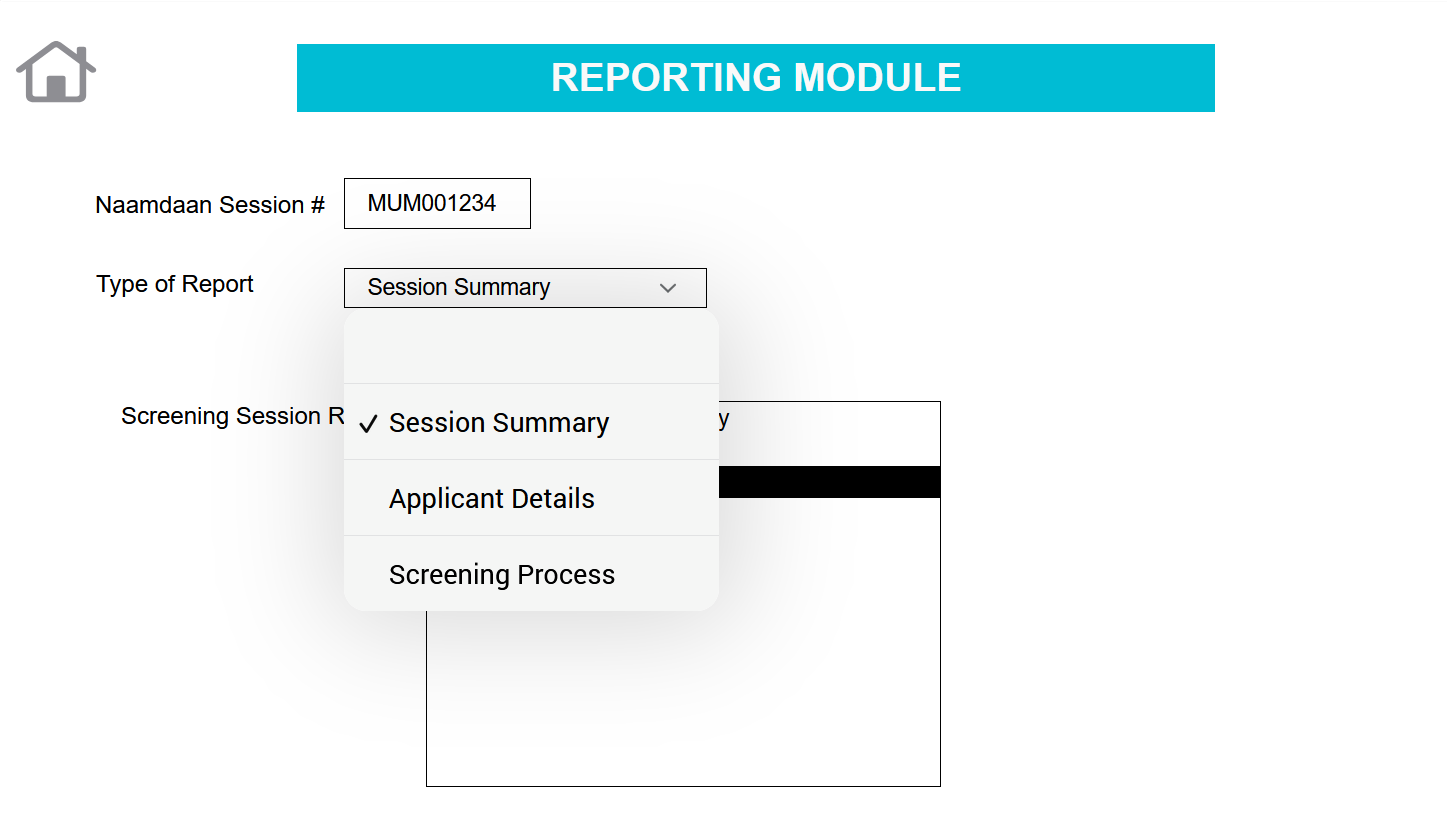 REPORTING MODULE
Naamdaan Session # MUM001234
Type of Report Session Summary
Screening Session R
y
Session Summary
Applicant Details
Screening Process